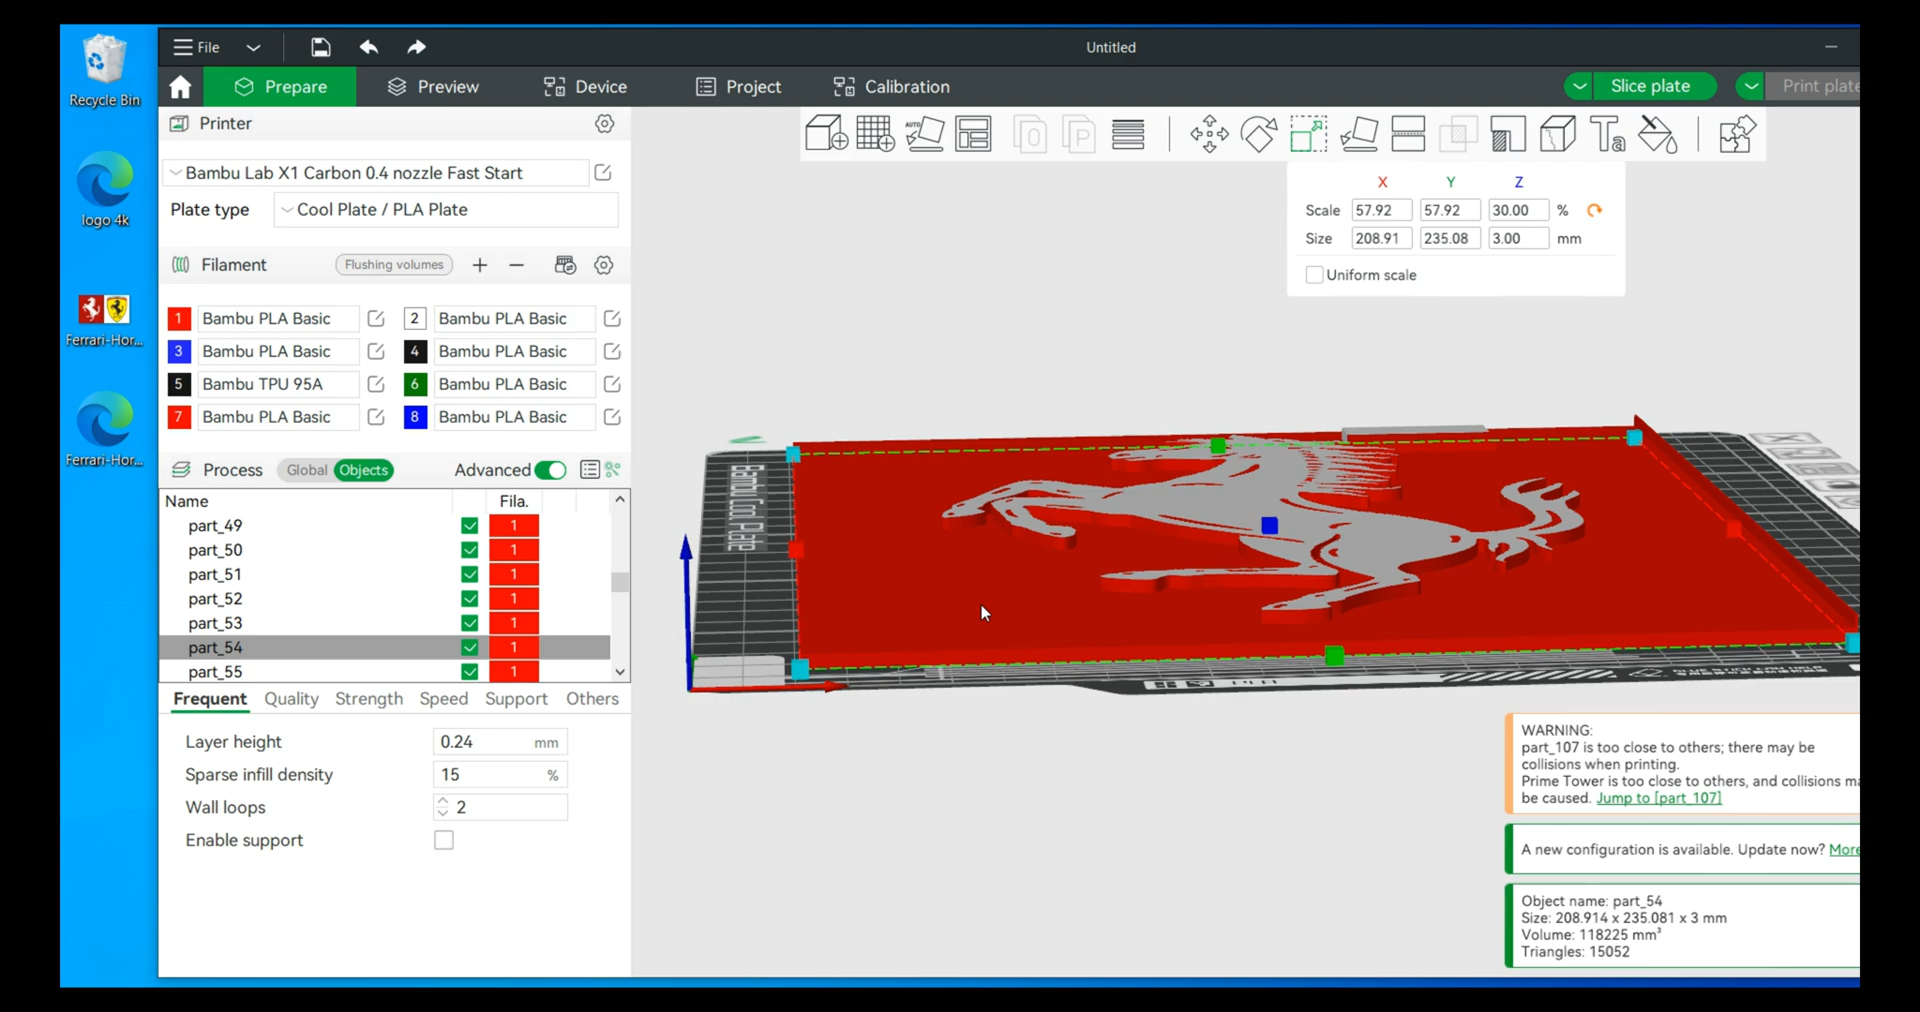 Recycle Bin
logo 4k
Ferrari-Hor...
Ferrari-Hor...
File
Untitled
Prepare
Preview
Device
Project
Calibration
Slice plate
Print plate
Printer
Bambu Lab X1 Carbon 0.4 nozzle Fast Start
Plate type
Cool Plate / PLA Plate
Filament
Flushing volumes
1 Bambu PLA Basic
2 Bambu PLA Basic
3 Bambu PLA Basic
4 Bambu PLA Basic
5 Bambu TPU 95A
6 Bambu PLA Basic
7 Bambu PLA Basic
8 Bambu PLA Basic
Process Global Objects Advanced
Name Fila.
part_49 1
part_50 1
part_51 1
part_52 1
part_53 1
part_54 1
part_55 1
Frequent Quality Strength Speed Support Others
Layer height 0.24 mm
Sparse infill density 15 %
Wall loops 2
Enable support
AUTO
O
P
Ta
X Y Z
Scale 57.92 57.92 30.00 %
Size 208.91 235.08 3.00 mm
Uniform scale
Bambu Cool Plate
WARNING:
part_107 is too close to others; there may be
collisions when printing.
Prime Tower is too close to others, and collisions ma
be caused. Jump to [part_107]
A new configuration is available. Update now? More
Object name: part_54
Size: 208.914 x 235.081 x 3 mm
Volume: 118225 mm³
Triangles: 15052